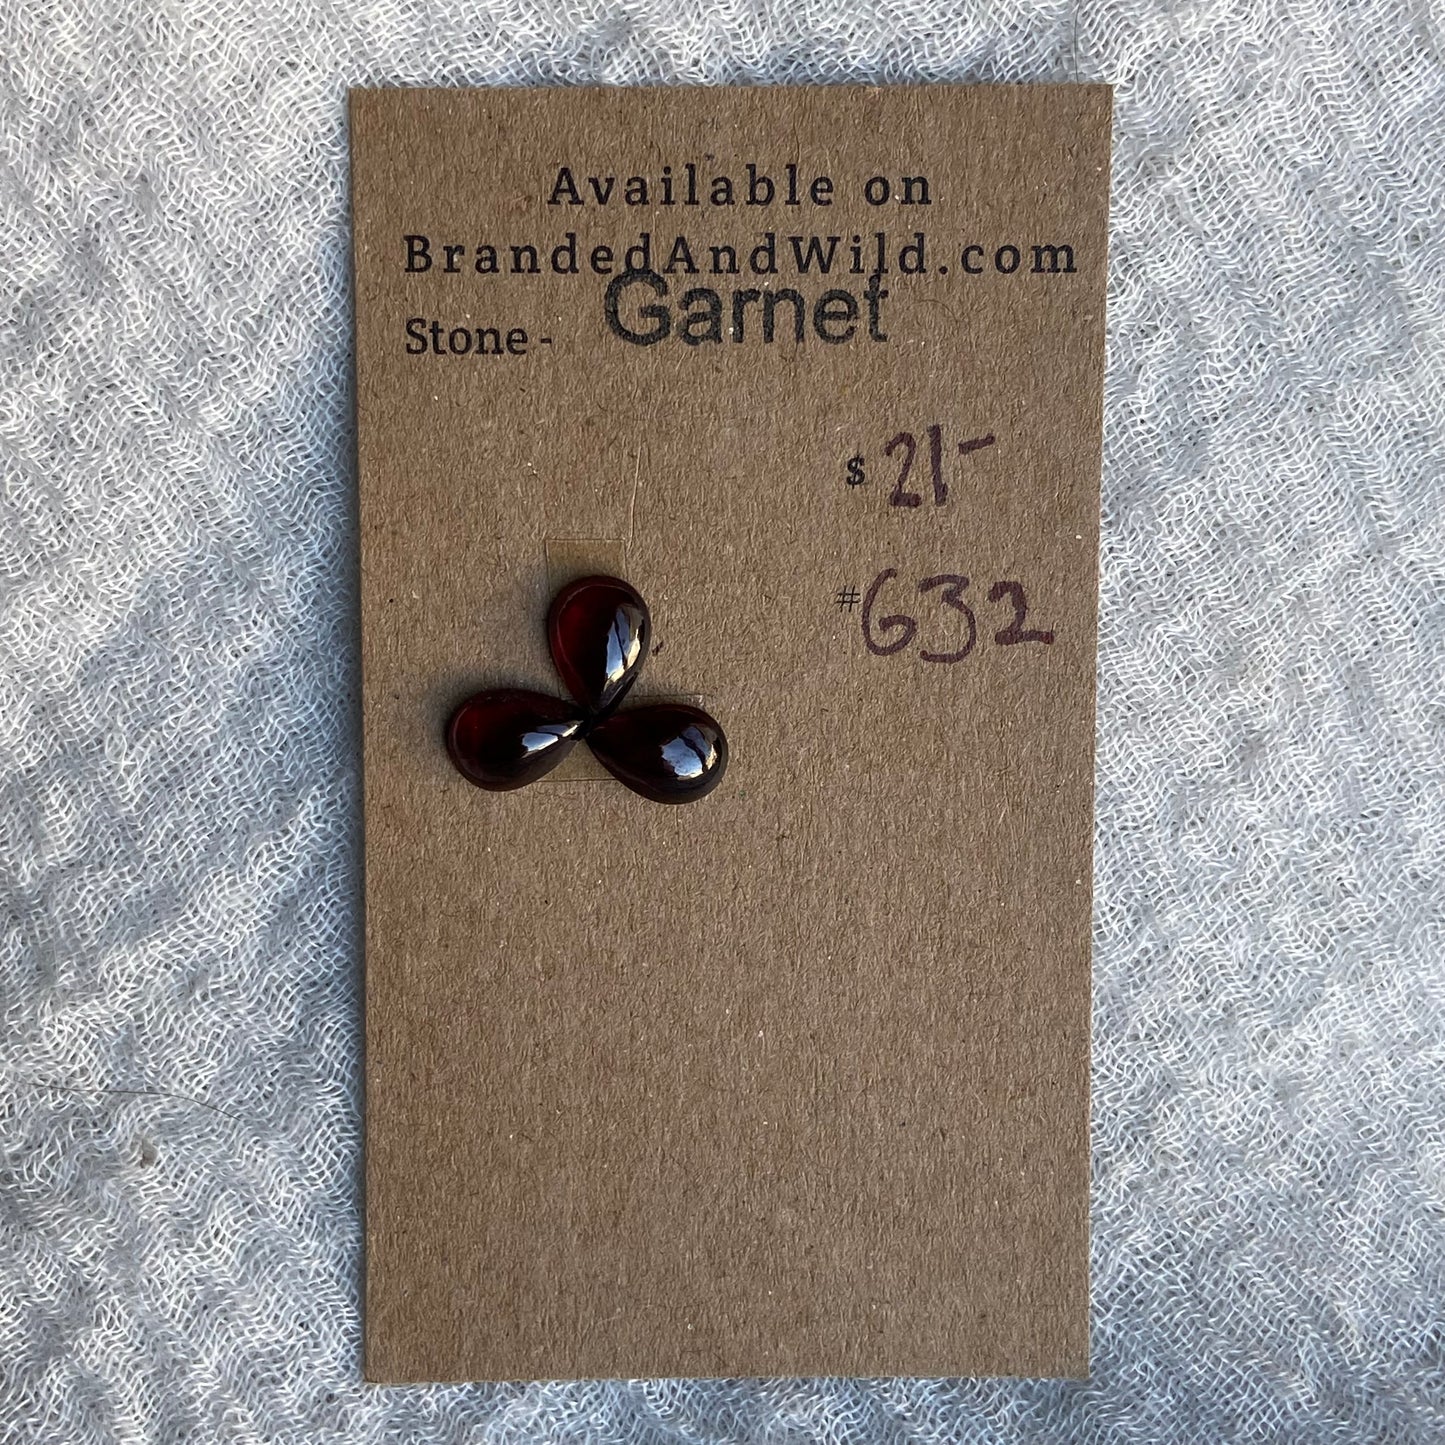 Available on
BrandedAndWild.com
Stone - Garnet
$ 21-
#632